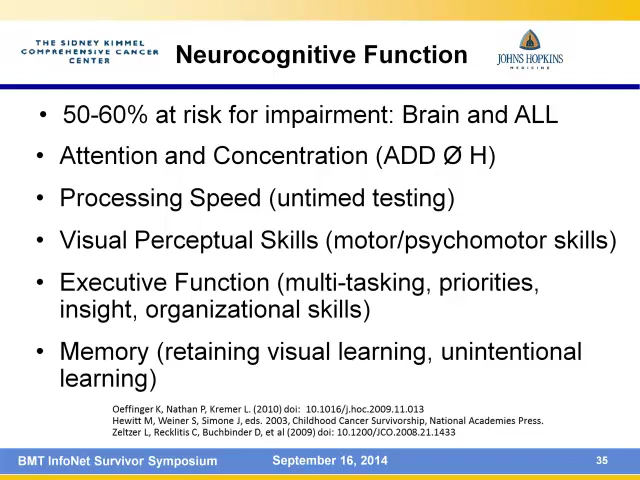 THE SIDNEY KIMMEL
COMPREHENSIVE CANCER
CENTER
Neurocognitive Function
JOHNS HOPKINS
MEDICINE
• 50-60% at risk for impairment: Brain and ALL
• Attention and Concentration (ADD Ø H)
• Processing Speed (untimed testing)
• Visual Perceptual Skills (motor/psychomotor skills)
• Executive Function (multi-tasking, priorities,
insight, organizational skills)
• Memory (retaining visual learning, unintentional
learning)
Oeffinger K, Nathan P, Kremer L. (2010) doi: 10.1016/j.hoc.2009.11.013
Hewitt M, Weiner S, Simone J, eds. 2003, Childhood Cancer Survivorship, National Academies Press.
Zeltzer L, Recklitis C, Buchbinder D, et al (2009) doi: 10.1200/JCO.2008.21.1433
BMT InfoNet Survivor Symposium
September 16, 2014
35